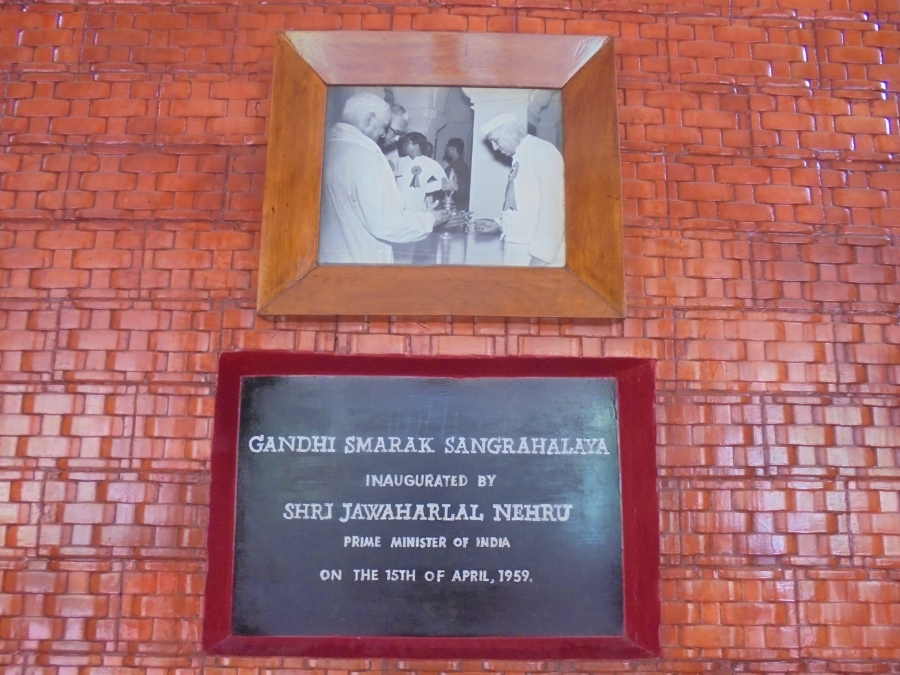 GANDHI SMARAK SANGRAHALAYA
INAUGURATED BY
SHRI JAWAHARLAL NEHRU
PRIME MINISTER OF INDIA
ON THE 15TH OF APRIL, 1959.